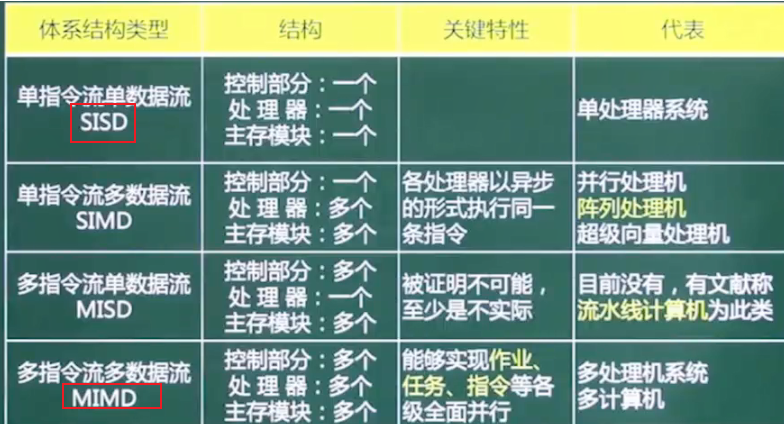 体系结构类型 结构 关键特性 代表
单指令流单数据流
SISD
控制部分：一个
处 理 器：一个
主存模块：一个
单处理器系统
单指令流多数据流
SIMD
控制部分：一个
处 理 器：多个
主存模块：多个
各处理器以异步
的形式执行同一
条指令
并行处理机
阵列处理机
超级向量处理机
多指令流单数据流
MISD
控制部分：多个
处 理 器：一个
主存模块：多个
被证明不可能，
至少是不实际
目前没有，有文献称
流水线计算机为此类
多指令流多数据流
MIMD
控制部分：多个
处 理 器：多个
主存模块：多个
能够实现作业、
任务、指令等各
级全面并行
多处理机系统
多计算机